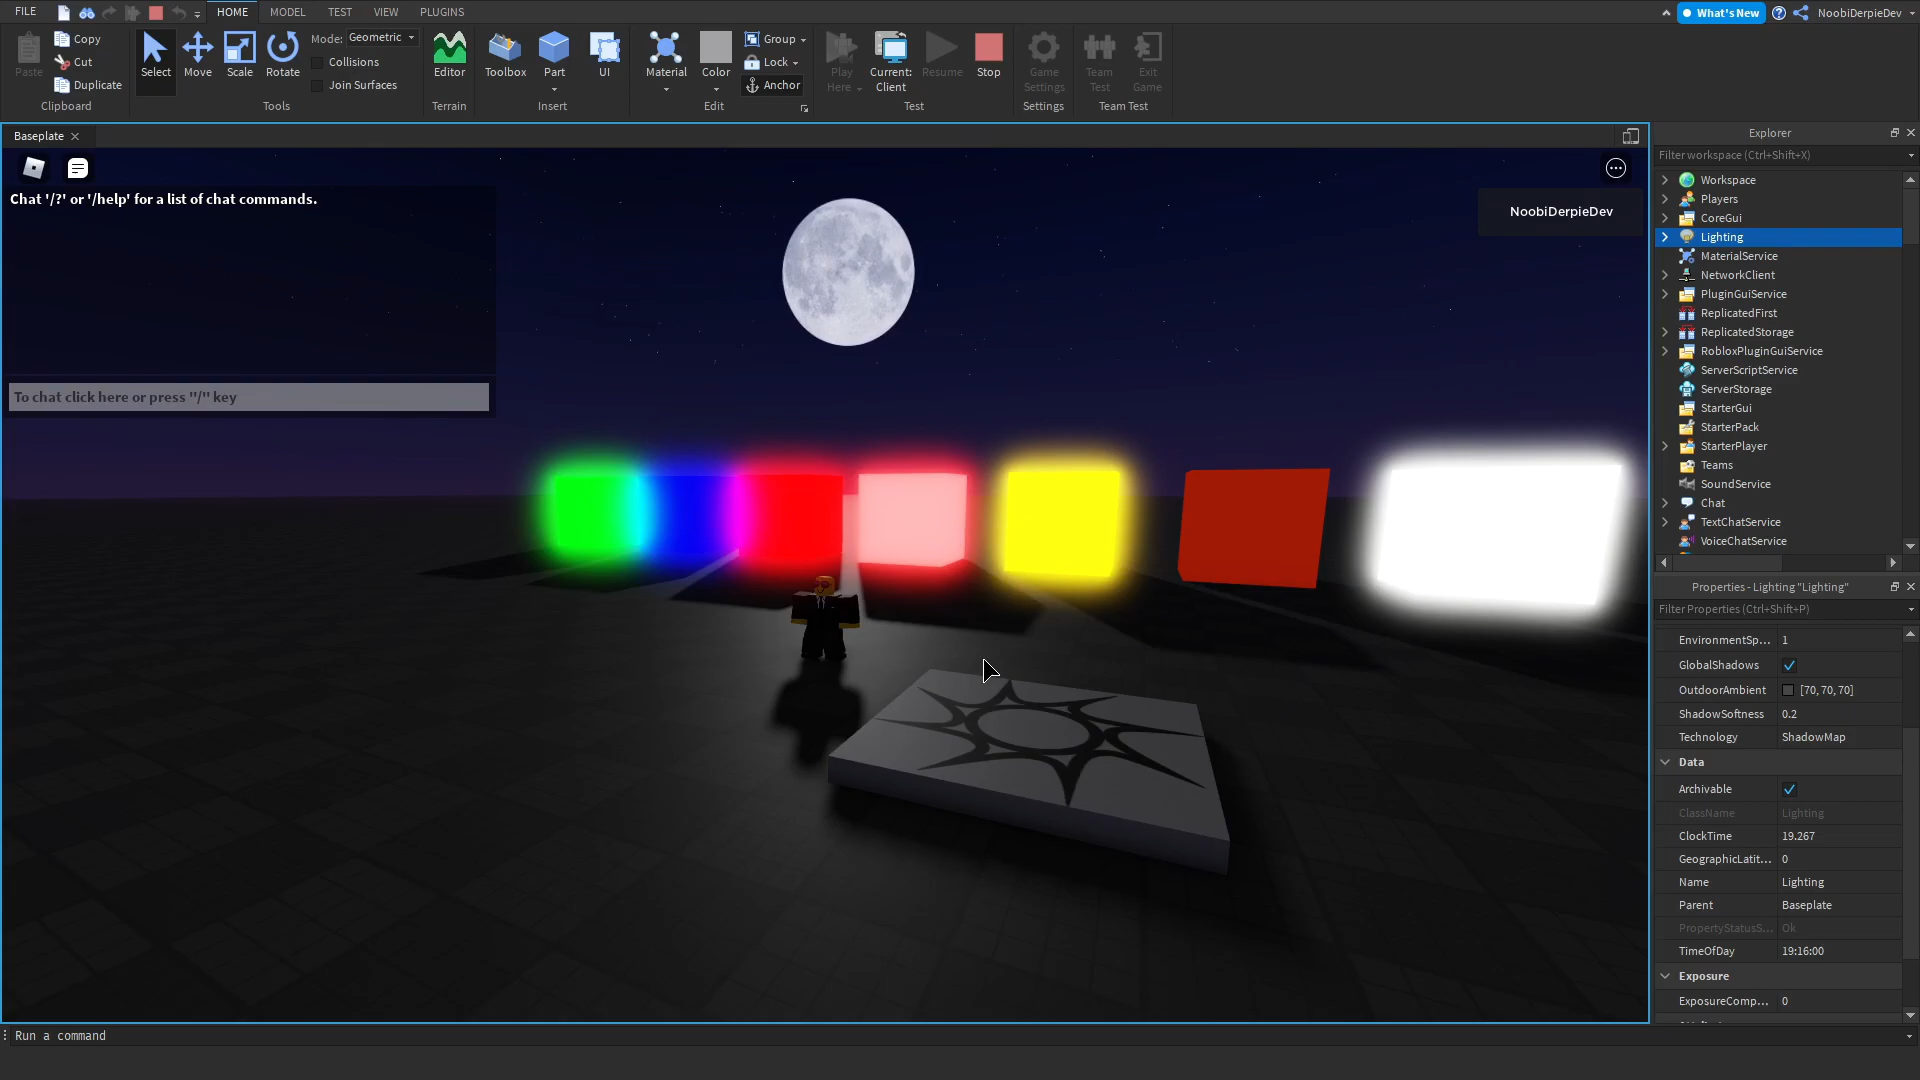 FILE
HOME
MODEL
TEST
VIEW
PLUGINS
What's New
NoobiDerpieDev
Paste
Copy
Cut
Duplicate
Clipboard
Select
Move
Scale
Rotate
Mode: Geometric
Collisions
Join Surfaces
Tools
Editor
Terrain
Toolbox
Part
UI
Insert
Material
Color
Group
Lock
Anchor
Edit
Play Here
Current: Client
Resume
Stop
Test
Game Settings
Settings
Team Test
Exit Game
Team Test
Baseplate
Chat '/?' or '/help' for a list of chat commands.
To chat click here or press "/" key
NoobiDerpieDev
Explorer
Filter workspace (Ctrl+Shift+X)
Workspace
Players
CoreGui
Lighting
MaterialService
NetworkClient
PluginGuiService
ReplicatedFirst
ReplicatedStorage
RobloxPluginGuiService
ServerScriptService
ServerStorage
StarterGui
StarterPack
StarterPlayer
Teams
SoundService
Chat
TextChatService
VoiceChatService
Properties - Lighting "Lighting"
Filter Properties (Ctrl+Shift+P)
EnvironmentSp... 1
GlobalShadows
OutdoorAmbient [70, 70, 70]
ShadowSoftness 0.2
Technology ShadowMap
Data
Archivable
ClassName Lighting
ClockTime 19.267
GeographicLatit... 0
Name Lighting
Parent Baseplate
PropertyStatusS... Ok
TimeOfDay 19:16:00
Exposure
ExposureComp... 0
Run a command